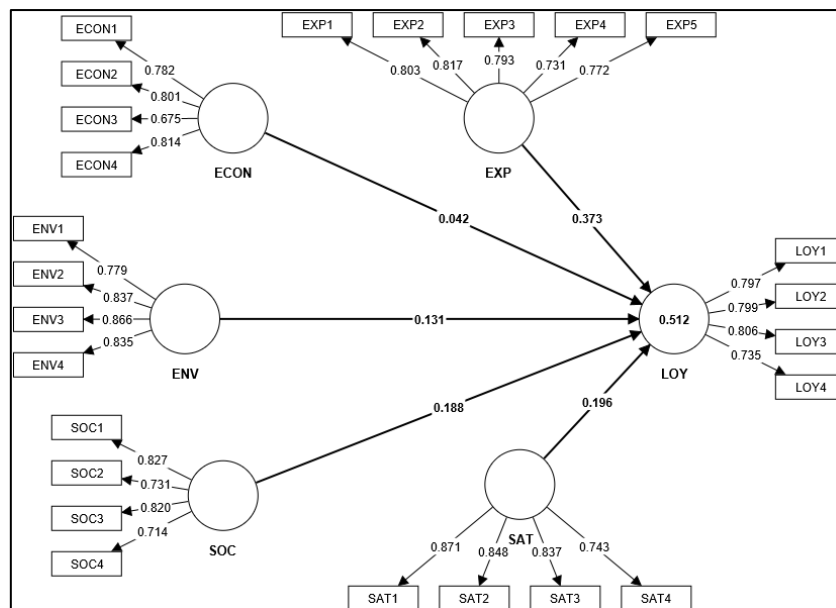 ECON1
0.782
ECON2
0.801
ECON3
0.675
ECON4
0.814
ECON
EXP1 EXP2 EXP3 EXP4 EXP5
0.803 0.817 0.793 0.731 0.772
EXP
0.042
0.373
ENV1
0.779
ENV2
0.837
ENV3
0.866
ENV4
0.835
ENV
0.131
LOY1
0.797
LOY2
0.799
0.512
0.806
LOY3
0.735
LOY4
LOY
SOC1
0.827
SOC2
0.731
SOC3
0.820
SOC4
0.714
SOC
0.188
0.196
SAT
0.871 0.848 0.837 0.743
SAT1 SAT2 SAT3 SAT4